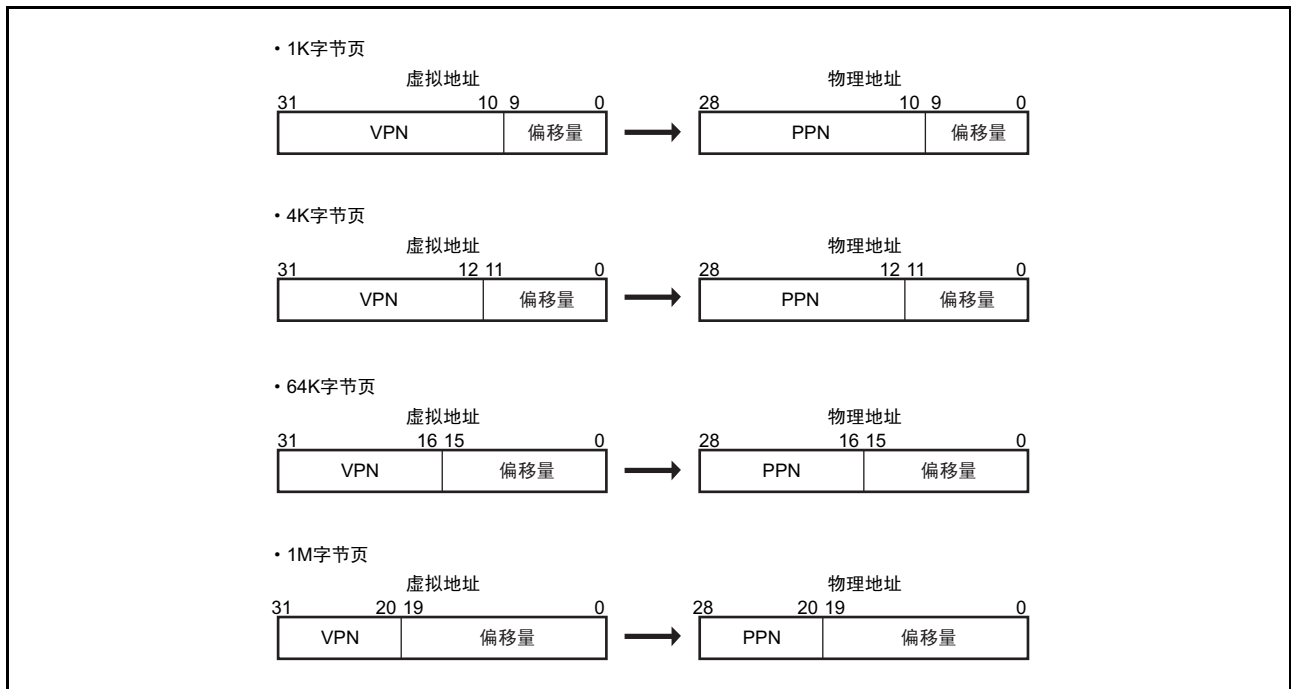 • 1K字节页
虚拟地址 物理地址
31 10 9 0 28 10 9 0
VPN 偏移量 PPN 偏移量
• 4K字节页
虚拟地址 物理地址
31 12 11 0 28 12 11 0
VPN 偏移量 PPN 偏移量
• 64K字节页
虚拟地址 物理地址
31 16 15 0 28 16 15 0
VPN 偏移量 PPN 偏移量
• 1M字节页
虚拟地址 物理地址
31 20 19 0 28 20 19 0
VPN 偏移量 PPN 偏移量